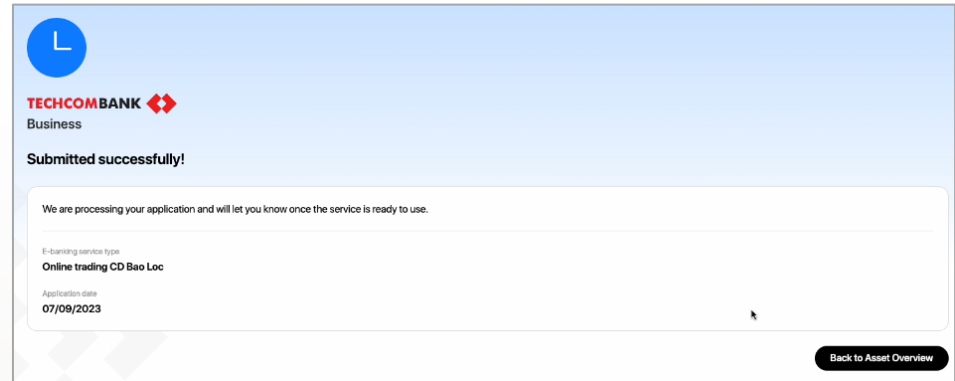 TECHCOMBANK
Business
Submitted successfully!
We are processing your application and will let you know once the service is ready to use.
E-banking service type
Online trading CD Bao Loc
Application date
07/09/2023
Back to Asset Overview